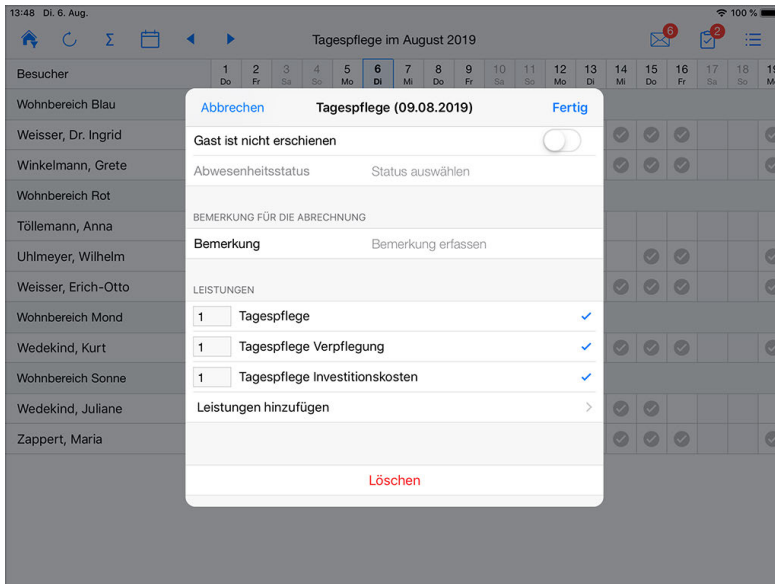 13:48 Di. 6. Aug. 100 %
Σ Tagespflege im August 2019 6 2
Besucher 1 2 3 4 5 6 7 8 9 10 11 12 13 14 15 16 17 18 19
Do Fr Sa So Mo Di Mi Do Fr Sa So Mo Di Mi Do Fr Sa So
Wohnbereich Blau
Weisser, Dr. Ingrid
Winkelmann, Grete
Wohnbereich Rot
Töllemann, Anna
Uhlmeyer, Wilhelm
Weisser, Erich-Otto
Wohnbereich Mond
Wedekind, Kurt
Wohnbereich Sonne
Wedekind, Juliane
Zappert, Maria
Abbrechen Tagespflege (09.08.2019) Fertig
Gast ist nicht erschienen
Abwesenheitsstatus Status auswählen
BEMERKUNG FÜR DIE ABRECHNUNG
Bemerkung Bemerkung erfassen
LEISTUNGEN
1 Tagespflege
1 Tagespflege Verpflegung
1 Tagespflege Investitionskosten
Leistungen hinzufügen
Löschen